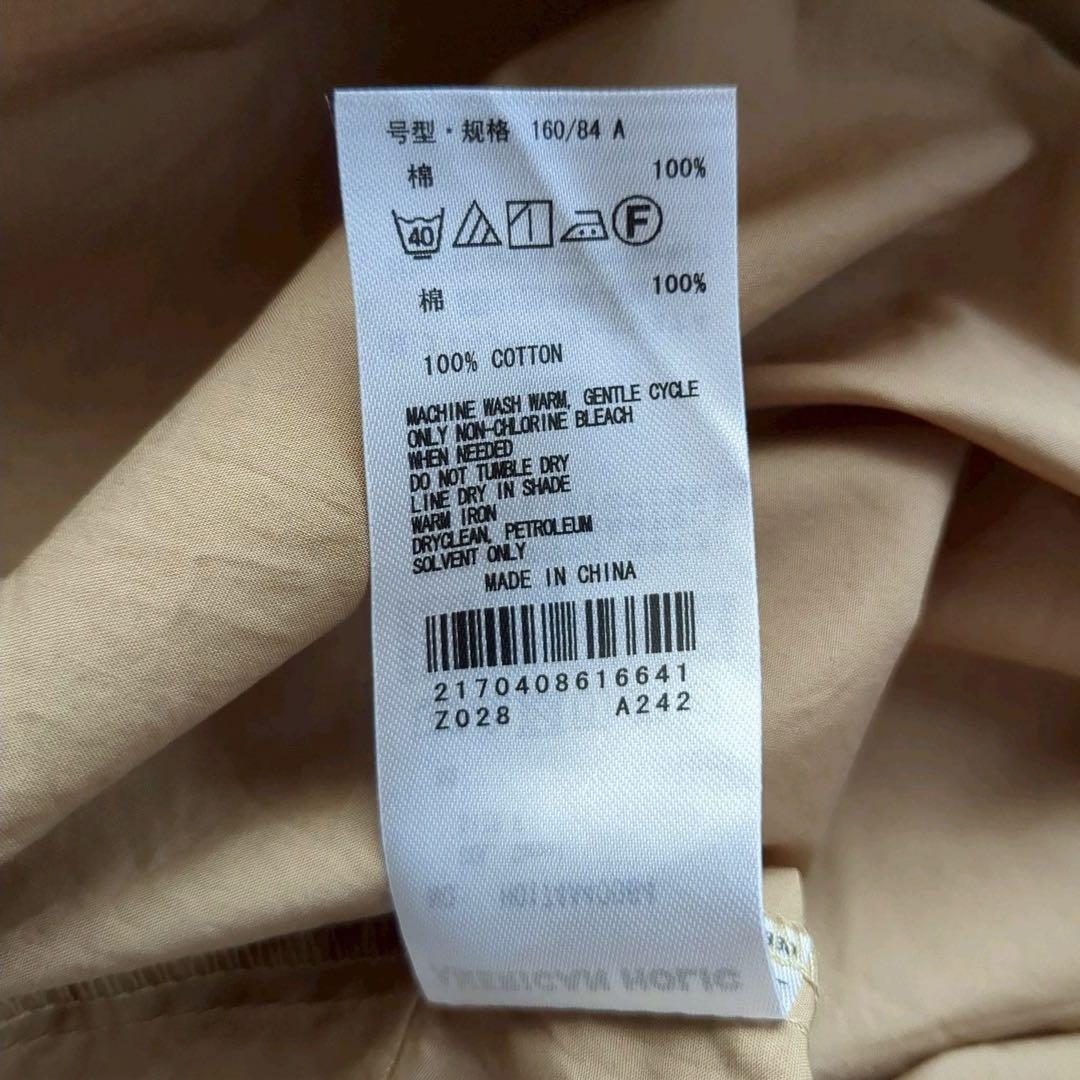 号型・规格 160/84 A
棉 100%
40 F
棉 100%
100% COTTON
MACHINE WASH WARM, GENTLE CYCLE
ONLY NON-CHLORINE BLEACH
WHEN NEEDED
DO NOT TUMBLE DRY
LINE DRY IN SHADE
WARM IRON
DRYCLEAN, PETROLEUM
SOLVENT ONLY
MADE IN CHINA
2170408616641
Z028 A242